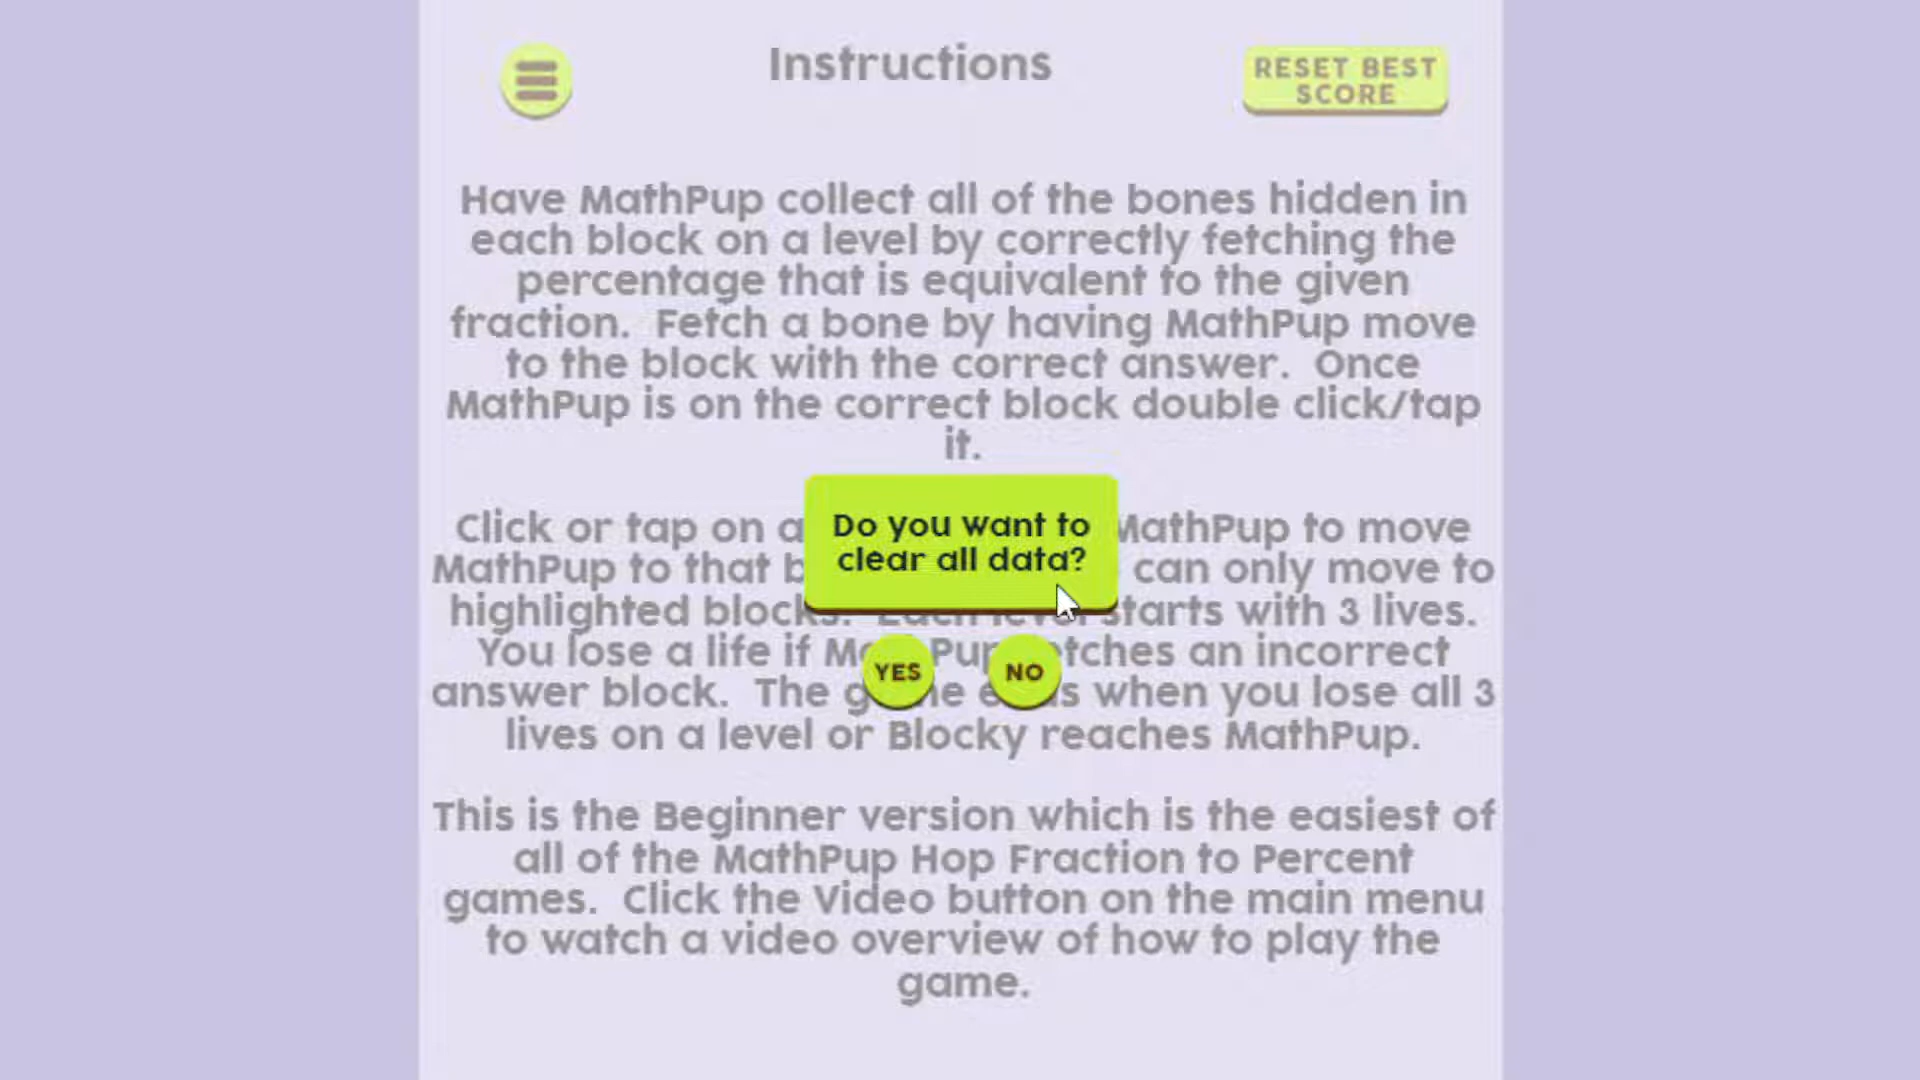 Instructions
RESET BEST
SCORE
Have MathPup collect all of the bones hidden in
each block on a level by correctly fetching the
percentage that is equivalent to the given
fraction. Fetch a bone by having MathPup move
to the block with the correct answer. Once
MathPup is on the correct block double click/tap
it.
Click or tap on a MathPup to move
MathPup to that can only move to
highlighted blocks. Each level starts with 3 lives.
You lose a life if MathPup fetches an incorrect
answer block. The game ends when you lose all 3
lives on a level or Blocky reaches MathPup.
Do you want to
clear all data?
YES
NO
This is the Beginner version which is the easiest of
all of the MathPup Hop Fraction to Percent
games. Click the Video button on the main menu
to watch a video overview of how to play the
game.